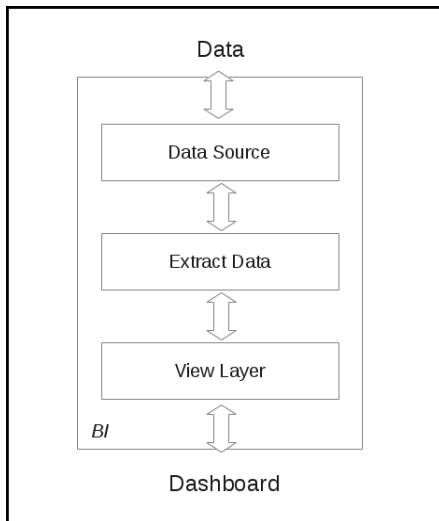 Data
Data Source
Extract Data
View Layer
BI
Dashboard